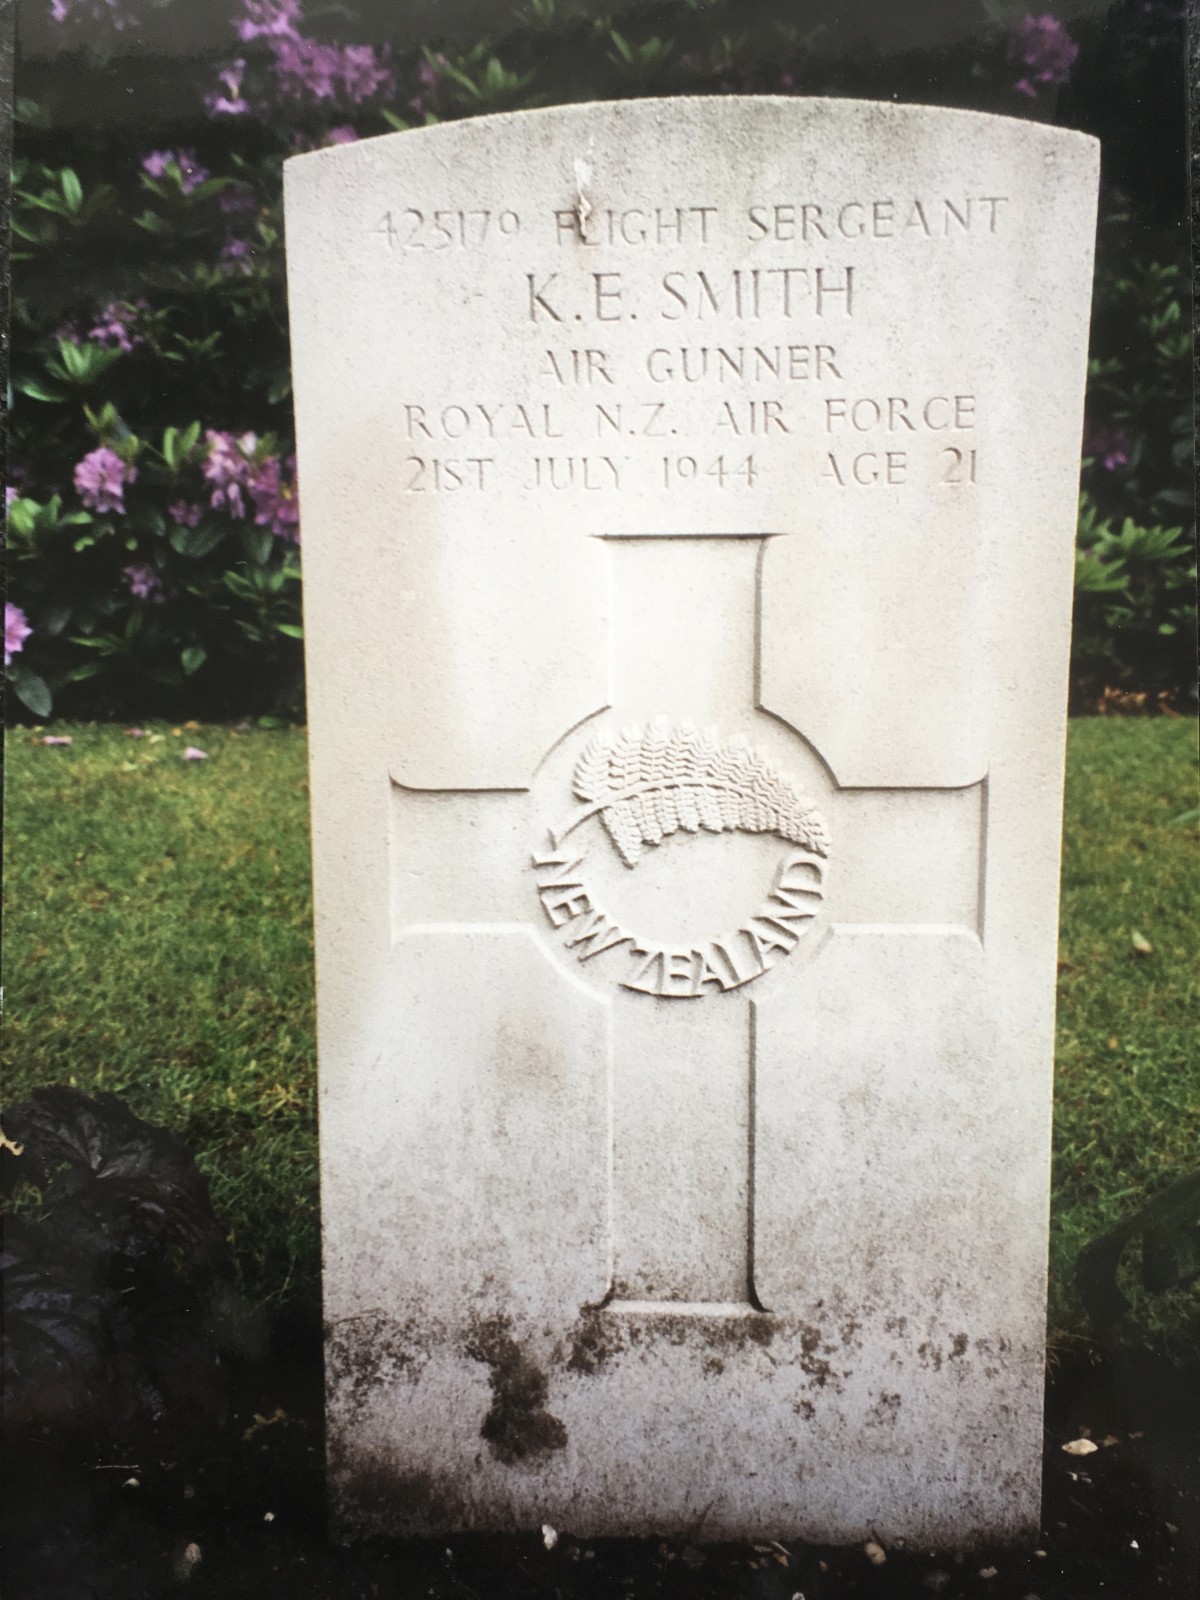 425179 FLIGHT SERGEANT
K.E. SMITH
AIR GUNNER
ROYAL N.Z. AIR FORCE
21ST JULY 1944 AGE 21
NEW ZEALAND